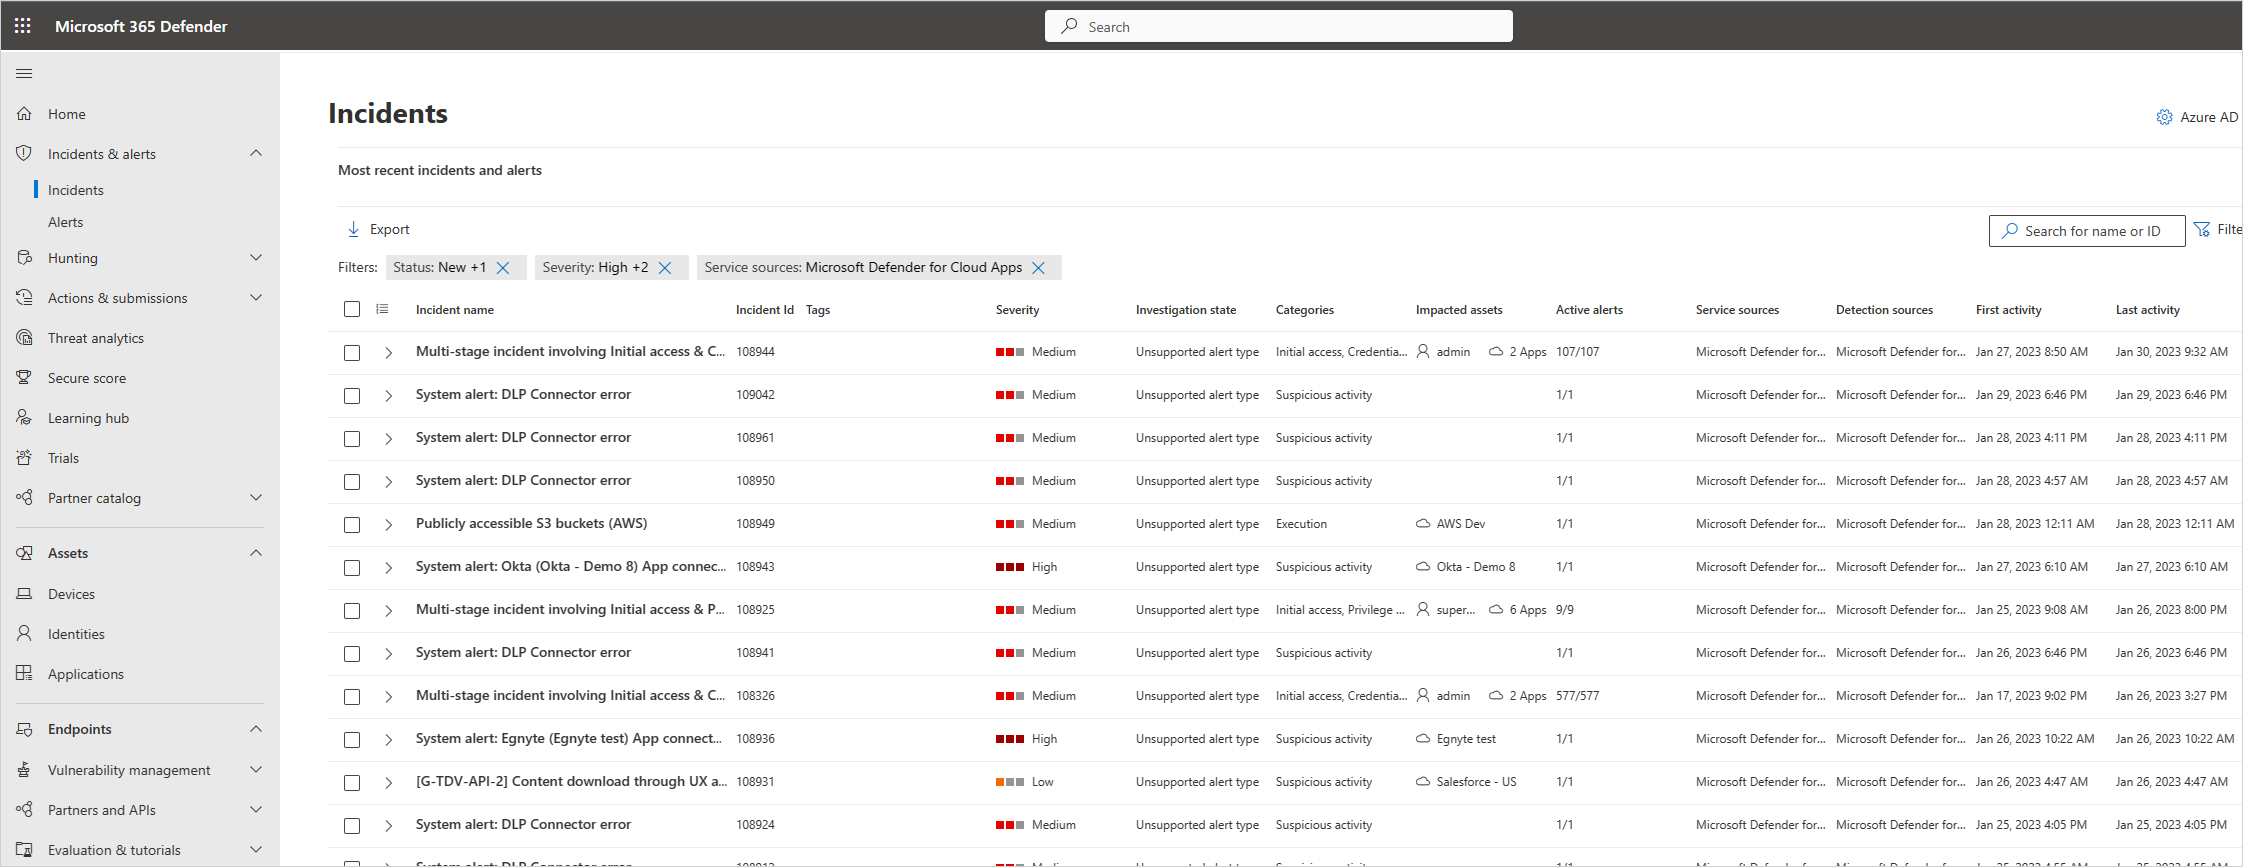 Microsoft 365 Defender
Search
Home
Incidents & alerts
Incidents
Alerts
Hunting
Actions & submissions
Threat analytics
Secure score
Learning hub
Trials
Partner catalog
Assets
Devices
Identities
Applications
Endpoints
Vulnerability management
Partners and APIs
Evaluation & tutorials
Incidents
Azure AD
Most recent incidents and alerts
Export
Search for name or ID
Filte
Filters: Status: New +1 Severity: High +2 Service sources: Microsoft Defender for Cloud Apps
Incident name Incident Id Tags Severity Investigation state Categories Impacted assets Active alerts Service sources Detection sources First activity Last activity
Multi-stage incident involving Initial access & C... 108944 Medium Unsupported alert type Initial access, Credentia... admin 2 Apps 107/107 Microsoft Defender for... Microsoft Defender for... Jan 27, 2023 8:50 AM Jan 30, 2023 9:32 AM
System alert: DLP Connector error 109042 Medium Unsupported alert type Suspicious activity 1/1 Microsoft Defender for... Microsoft Defender for... Jan 29, 2023 6:46 PM Jan 29, 2023 6:46 PM
System alert: DLP Connector error 108961 Medium Unsupported alert type Suspicious activity 1/1 Microsoft Defender for... Microsoft Defender for... Jan 28, 2023 4:11 PM Jan 28, 2023 4:11 PM
System alert: DLP Connector error 108950 Medium Unsupported alert type Suspicious activity 1/1 Microsoft Defender for... Microsoft Defender for... Jan 28, 2023 4:57 AM Jan 28, 2023 4:57 AM
Publicly accessible S3 buckets (AWS) 108949 Medium Unsupported alert type Execution AWS Dev 1/1 Microsoft Defender for... Microsoft Defender for... Jan 28, 2023 12:11 AM Jan 28, 2023 12:11 AM
System alert: Okta (Okta - Demo 8) App connec... 108943 High Unsupported alert type Suspicious activity Okta - Demo 8 1/1 Microsoft Defender for... Microsoft Defender for... Jan 27, 2023 6:10 AM Jan 27, 2023 6:10 AM
Multi-stage incident involving Initial access & P... 108925 Medium Unsupported alert type Initial access, Privilege ... super... 6 Apps 9/9 Microsoft Defender for... Microsoft Defender for... Jan 25, 2023 9:08 AM Jan 26, 2023 8:00 PM
System alert: DLP Connector error 108941 Medium Unsupported alert type Suspicious activity 1/1 Microsoft Defender for... Microsoft Defender for... Jan 26, 2023 6:46 PM Jan 26, 2023 6:46 PM
Multi-stage incident involving Initial access & C... 108326 Medium Unsupported alert type Initial access, Credentia... admin 2 Apps 577/577 Microsoft Defender for... Microsoft Defender for... Jan 17, 2023 9:02 PM Jan 26, 2023 3:27 PM
System alert: Egnyte (Egnyte test) App connect... 108936 High Unsupported alert type Suspicious activity Egnyte test 1/1 Microsoft Defender for... Microsoft Defender for... Jan 26, 2023 10:22 AM Jan 26, 2023 10:22 AM
[G-TDV-API-2] Content download through UX a... 108931 Low Unsupported alert type Suspicious activity Salesforce - US 1/1 Microsoft Defender for... Microsoft Defender for... Jan 26, 2023 4:47 AM Jan 26, 2023 4:47 AM
System alert: DLP Connector error 108924 Medium Unsupported alert type Suspicious activity 1/1 Microsoft Defender for... Microsoft Defender for... Jan 25, 2023 4:05 PM Jan 25, 2023 4:05 PM